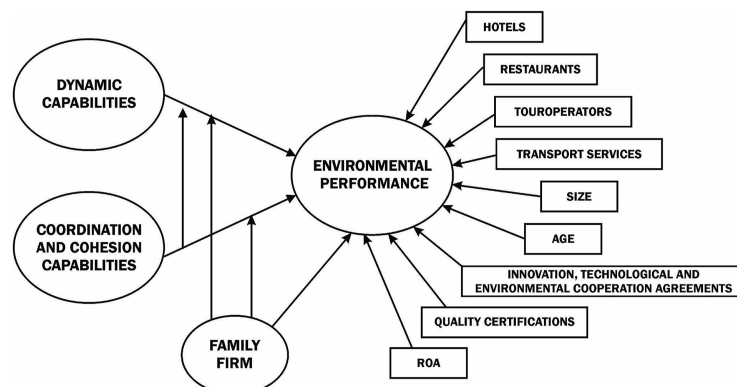 HOTELS
RESTAURANTS
DYNAMIC
CAPABILITIES
TOUROPERATORS
ENVIRONMENTAL
PERFORMANCE
TRANSPORT SERVICES
SIZE
COORDINATION
AND COHESION
CAPABILITIES
AGE
INNOVATION, TECHNOLOGICAL AND
ENVIRONMENTAL COOPERATION AGREEMENTS
QUALITY CERTIFICATIONS
FAMILY
FIRM
ROA